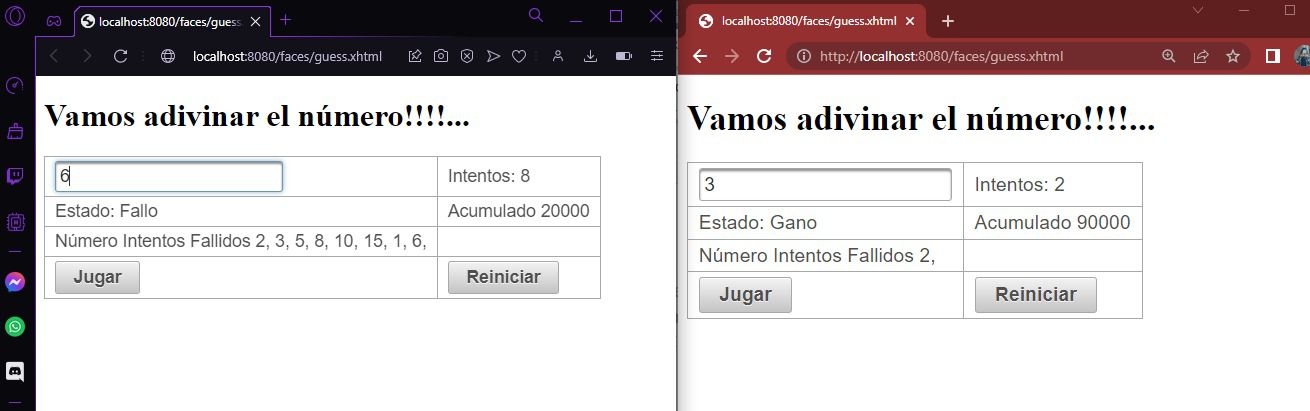 localhost:8080/faces/guess.
localhost:8080/faces/guess.xhtml
Vamos adivinar el número!!!!...
6
Intentos: 8
Estado: Fallo
Acumulado 20000
Número Intentos Fallidos 2, 3, 5, 8, 10, 15, 1, 6,
Jugar
Reiniciar
localhost:8080/faces/guess.xhtml
http://localhost:8080/faces/guess.xhtml
Vamos adivinar el número!!!!...
3
Intentos: 2
Estado: Gano
Acumulado 90000
Número Intentos Fallidos 2,
Jugar
Reiniciar